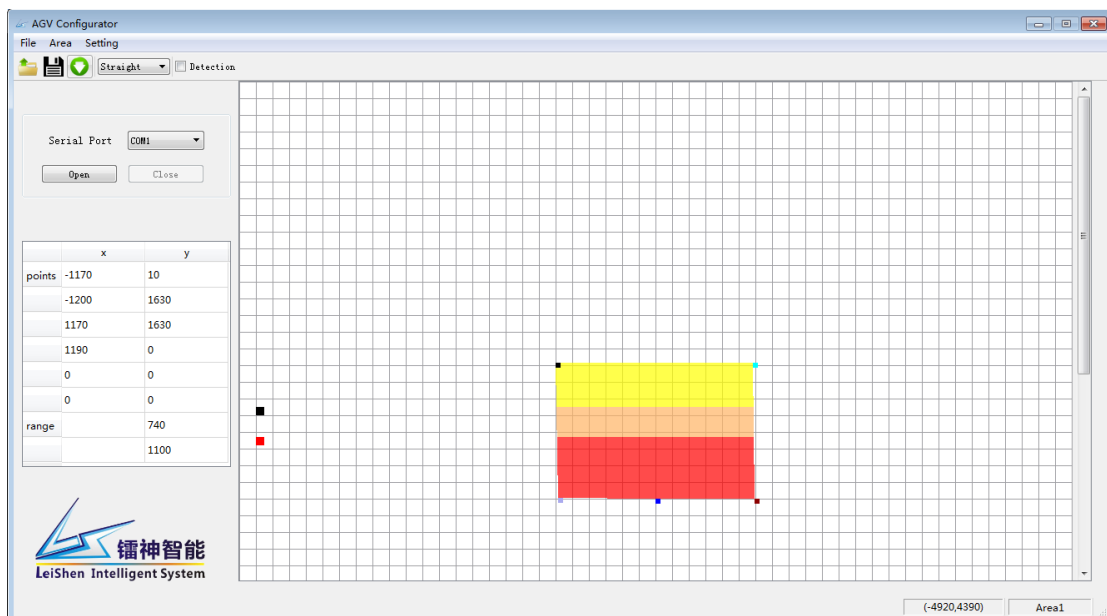 AGV Configurator
File Area Setting
Straight Detection
Serial Port COM1
Open Close
x y
points -1170 10
-1200 1630
1170 1630
1190 0
0 0
0 0
range 740
1100
镭神智能
LeiShen Intelligent System
(-4920,4390) Area1